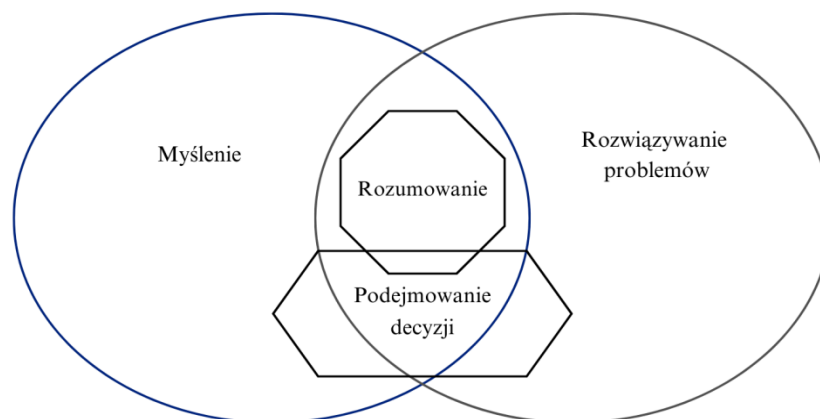 Myślenie
Rozwiązywanie
problemów
Rozumowanie
Podejmowanie
decyzji